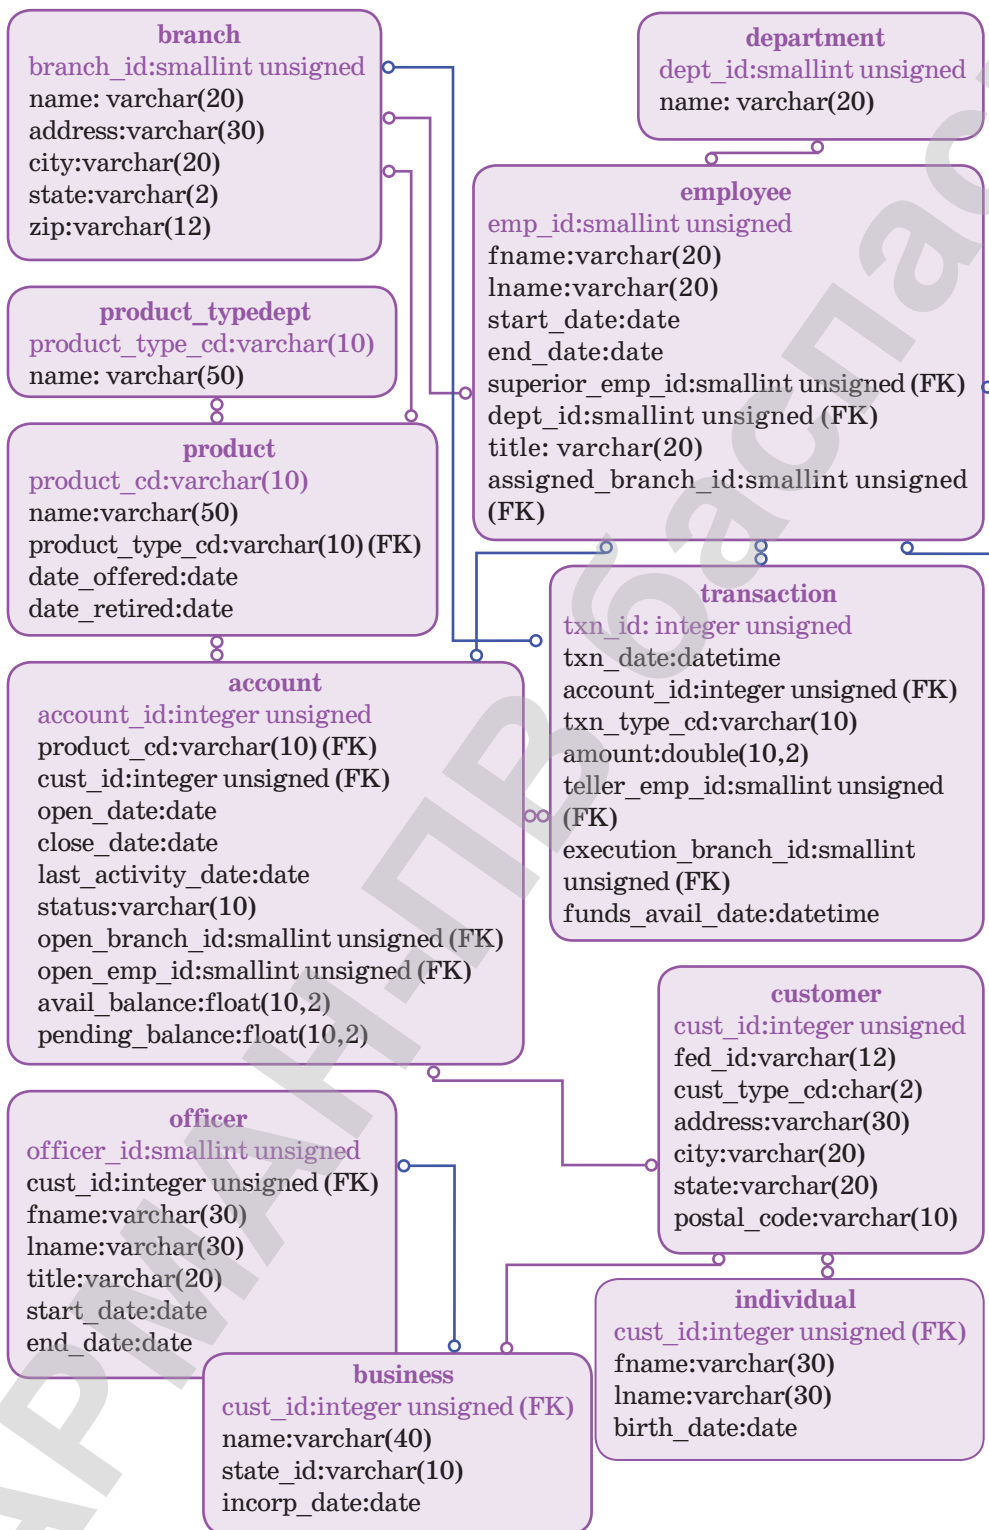 branch
branch_id:smallint unsigned
name: varchar(20)
address:varchar(30)
city:varchar(20)
state:varchar(2)
zip:varchar(12)
department
dept_id:smallint unsigned
name: varchar(20)
employee
emp_id:smallint unsigned
fname:varchar(20)
lname:varchar(20)
start_date:date
end_date:date
superior_emp_id:smallint unsigned (FK)
dept_id:smallint unsigned (FK)
title: varchar(20)
assigned_branch_id:smallint unsigned
(FK)
product_typedept
product_type_cd:varchar(10)
name: varchar(50)
product
product_cd:varchar(10)
name:varchar(50)
product_type_cd:varchar(10) (FK)
date_offered:date
date_retired:date
transaction
txn_id: integer unsigned
txn_date:datetime
account_id:integer unsigned (FK)
txn_type_cd:varchar(10)
amount:double(10,2)
teller_emp_id:smallint unsigned
(FK)
execution_branch_id:smallint
unsigned (FK)
funds_avail_date:datetime
account
account_id:integer unsigned
product_cd:varchar(10) (FK)
cust_id:integer unsigned (FK)
open_date:date
close_date:date
last_activity_date:date
status:varchar(10)
open_branch_id:smallint unsigned (FK)
open_emp_id:smallint unsigned (FK)
avail_balance:float(10,2)
pending_balance:float(10,2)
customer
cust_id:integer unsigned
fed_id:varchar(12)
cust_type_cd:char(2)
address:varchar(30)
city:varchar(20)
state:varchar(20)
postal_code:varchar(10)
officer
officer_id:smallint unsigned
cust_id:integer unsigned (FK)
fname:varchar(30)
lname:varchar(30)
title:varchar(20)
start_date:date
end_date:date
individual
cust_id:integer unsigned (FK)
fname:varchar(30)
lname:varchar(30)
birth_date:date
business
cust_id:integer unsigned (FK)
name:varchar(40)
state_id:varchar(10)
incorp_date:date
АРМАН-ПВ баспас